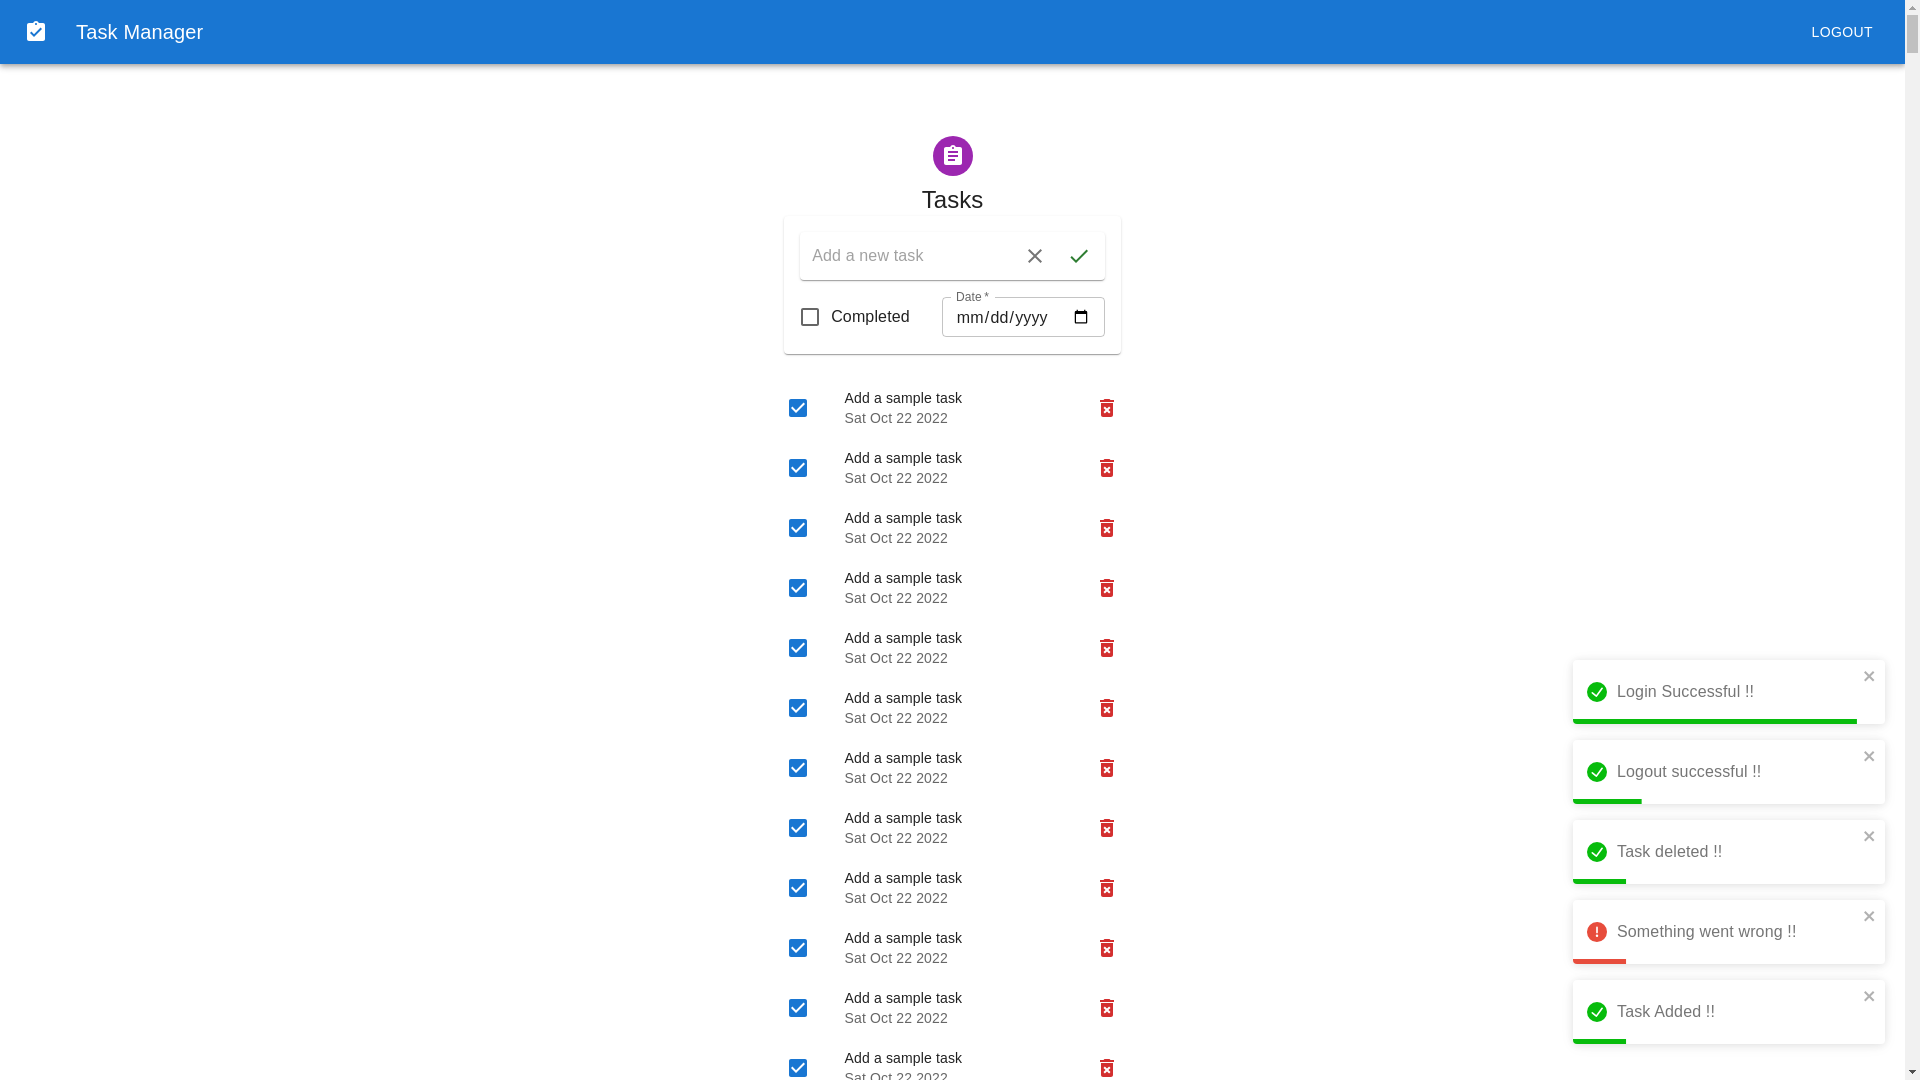 Task Manager
LOGOUT
Tasks
Add a new task
Completed
Date *
mm/dd/yyyy
Add a sample task
Sat Oct 22 2022
Add a sample task
Sat Oct 22 2022
Add a sample task
Sat Oct 22 2022
Add a sample task
Sat Oct 22 2022
Add a sample task
Sat Oct 22 2022
Add a sample task
Sat Oct 22 2022
Add a sample task
Sat Oct 22 2022
Add a sample task
Sat Oct 22 2022
Add a sample task
Sat Oct 22 2022
Add a sample task
Sat Oct 22 2022
Add a sample task
Sat Oct 22 2022
Add a sample task
Sat Oct 22 2022
Login Successful !!
Logout successful !!
Task deleted !!
Something went wrong !!
Task Added !!